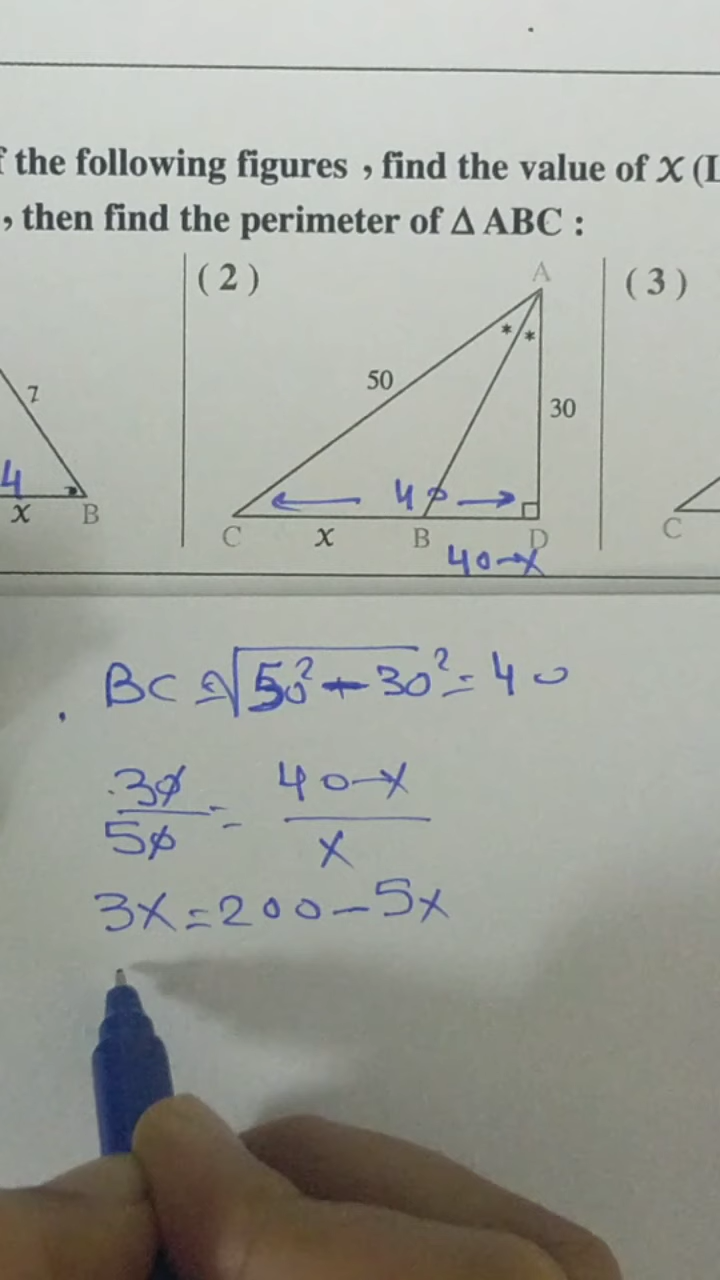 f the following figures , find the value of X (L
, then find the perimeter of Δ ABC :
(2)
(3)
A
7
50
30
* *
4
40
x B
C x B D
C
40-x
BC = √50² - 30² = 40
30/50 = 40-x/x
3x = 200 - 5x